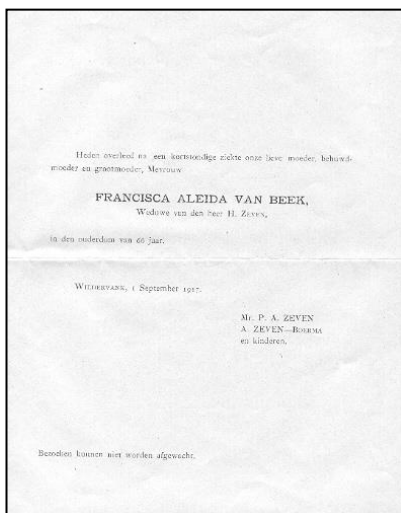 Heden overleed na een kortstondige ziekte onze lieve moeder, behuwd-
moeder en grootmoeder, Mevrouw
FRANCISCA ALEIDA VAN BEEK,
Weduwe van den heer H. ZEVEN,
in den ouderdom van jaar.
WILDERVANK, 1 September 1927.
Mr. P. A. ZEVEN
A. ZEVEN—BOERMA
en kinderen.
Bezoeken kunnen niet worden afgewacht.